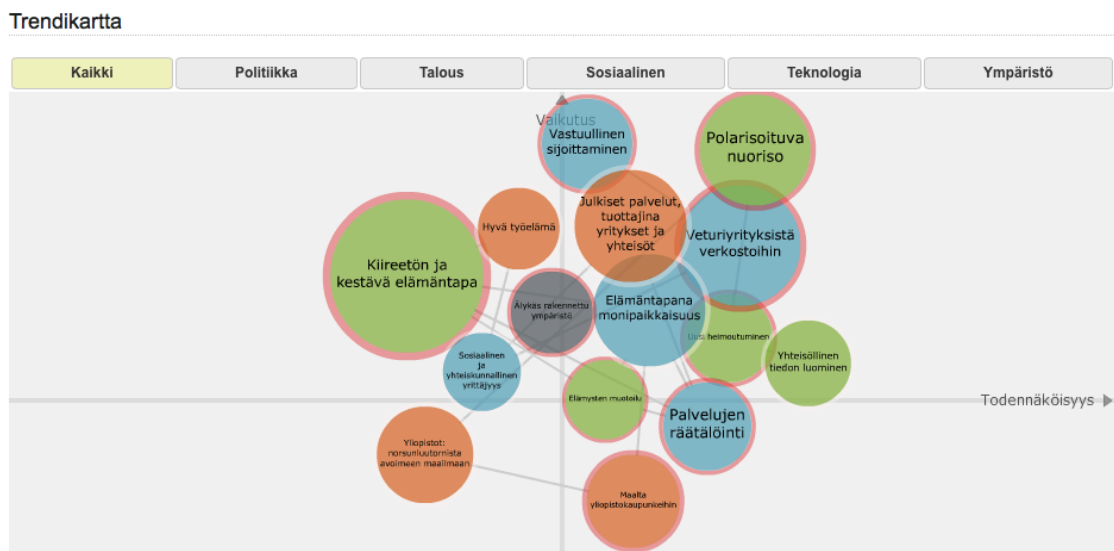 Trendikartta
Kaikki
Politiikka
Talous
Sosiaalinen
Teknologia
Ympäristö
Vaikutus
Vastuullinen
sijoittaminen
Polarisoituva
nuoriso
Julkiset palvelut,
tuottajina
yritykset ja
yhteisöt
Hyvä työelämä
Veturiyrityksistä
verkostoihin
Kiireetön ja
kestävä elämäntapa
Älykäs rakennettu
ympäristö
Elämäntapana
monipaikkaisuus
Uusi heimoutuminen
Yhteisöllinen
tiedon luominen
Sosiaalinen
ja
yhteiskunnallinen
yrittäjyys
Elämysten muotoilu
Todennäköisyys
Palvelujen
räätälöinti
Yliopistot:
norsunluutornista
avoimeen maailmaan
Maalta
yliopistokaupunkeihin